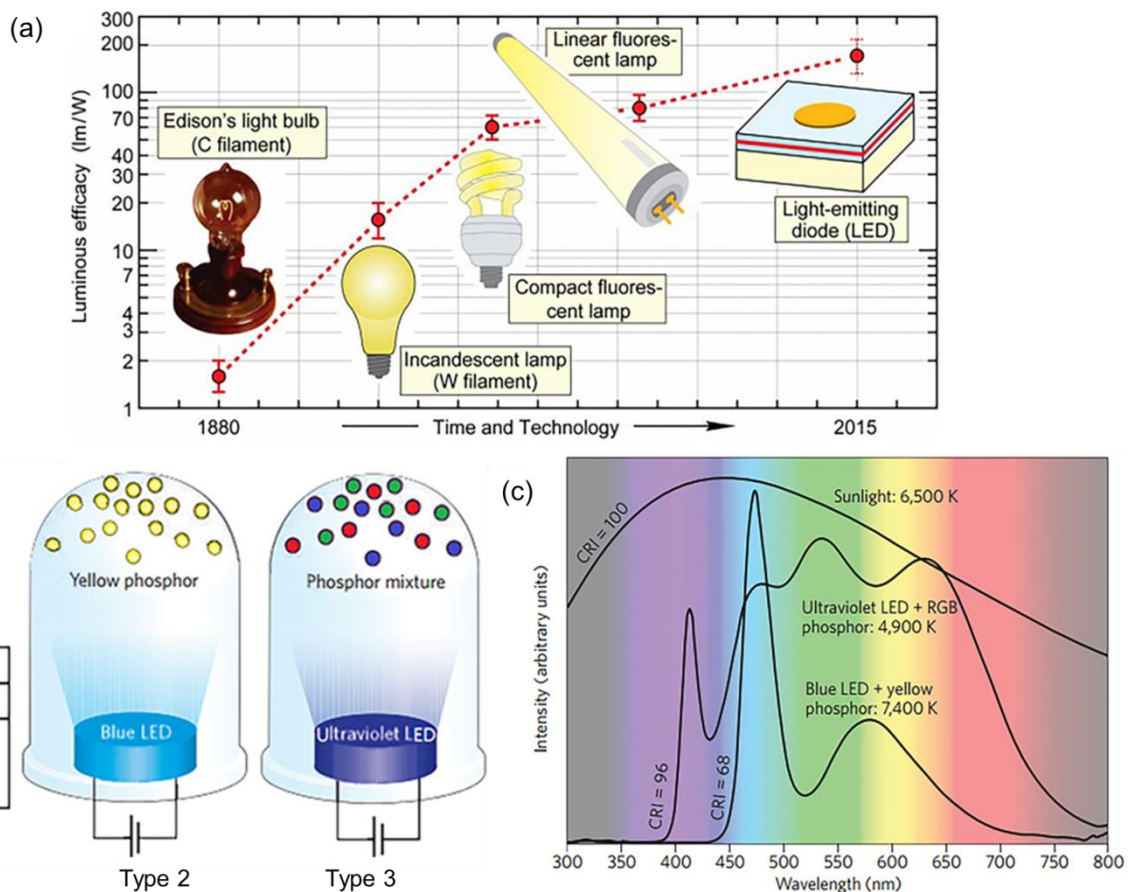 (a)
300
200
100
70
40
30
20
10
7
4
3
2
1
Luminous efficacy (lm/W)
Edison's light bulb
(C filament)
Incandescent lamp
(W filament)
Compact fluores-
cent lamp
Linear fluores-
cent lamp
Light-emitting
diode (LED)
1880
Time and Technology
2015
Yellow phosphor
Blue LED
Type 2
Phosphor mixture
Ultraviolet LED
Type 3
(c)
Intensity (arbitrary units)
CRI = 100
Sunlight: 6,500 K
Ultraviolet LED + RGB
phosphor: 4,900 K
Blue LED + yellow
phosphor: 7,400 K
CRI = 96
CRI = 68
300 350 400 450 500 550 600 650 700 750 800
Wavelength (nm)